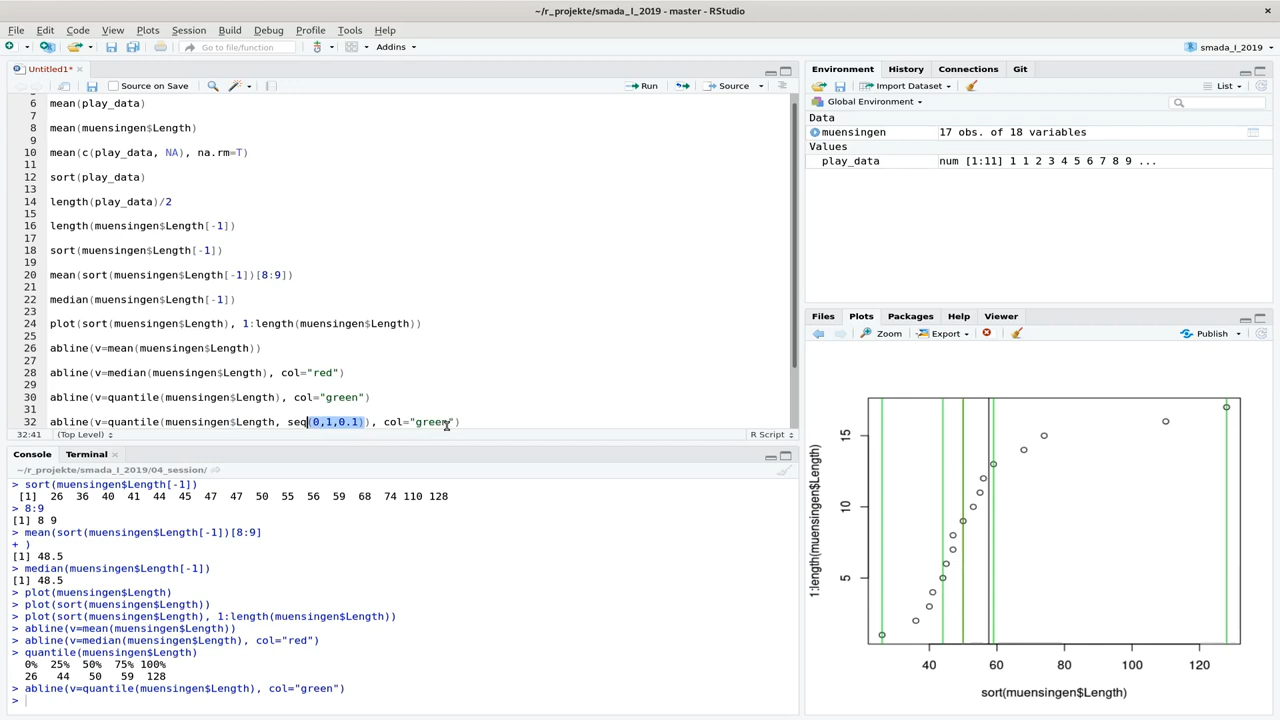 ~/r_projekte/smada_I_2019 - master - RStudio
File Edit Code View Plots Session Build Debug Profile Tools Help
Go to file/function Addins smada_I_2019
Untitled1*
Source on Save Run Source
6 mean(play_data)
7
8 mean(muensingen$Length)
9
10 mean(c(play_data, NA), na.rm=T)
11
12 sort(play_data)
13
14 length(play_data)/2
15
16 length(muensingen$Length[-1])
17
18 sort(muensingen$Length[-1])
19
20 mean(sort(muensingen$Length[-1])[8:9])
21
22 median(muensingen$Length[-1])
23
24 plot(sort(muensingen$Length), 1:length(muensingen$Length))
25
26 abline(v=mean(muensingen$Length))
27
28 abline(v=median(muensingen$Length), col="red")
29
30 abline(v=quantile(muensingen$Length), col="green")
31
32 abline(v=quantile(muensingen$Length, seq(0,1,0.1)), col="green")
32:41 (Top Level) R Script
Console Terminal
~/r_projekte/smada_I_2019/04_session/
> sort(muensingen$Length[-1])
[1] 26 36 40 41 44 45 47 47 50 55 56 59 68 74 110 128
> 8:9
[1] 8 9
> mean(sort(muensingen$Length[-1])[8:9]
+ )
[1] 48.5
> median(muensingen$Length[-1])
[1] 48.5
> plot(muensingen$Length)
> plot(sort(muensingen$Length))
> plot(sort(muensingen$Length), 1:length(muensingen$Length))
> abline(v=mean(muensingen$Length))
> abline(v=median(muensingen$Length), col="red")
> quantile(muensingen$Length)
0% 25% 50% 75% 100%
26 44 50 59 128
> abline(v=quantile(muensingen$Length), col="green")
>
Environment History Connections Git
Import Dataset List
Global Environment
Data
muensingen 17 obs. of 18 variables
Values
play_data num [1:11] 1 1 2 3 4 5 6 7 8 9 ...
Files Plots Packages Help Viewer
Zoom Export Publish
1:length(muensingen$Length)
15
10
5
40 60 80 100 120
sort(muensingen$Length)